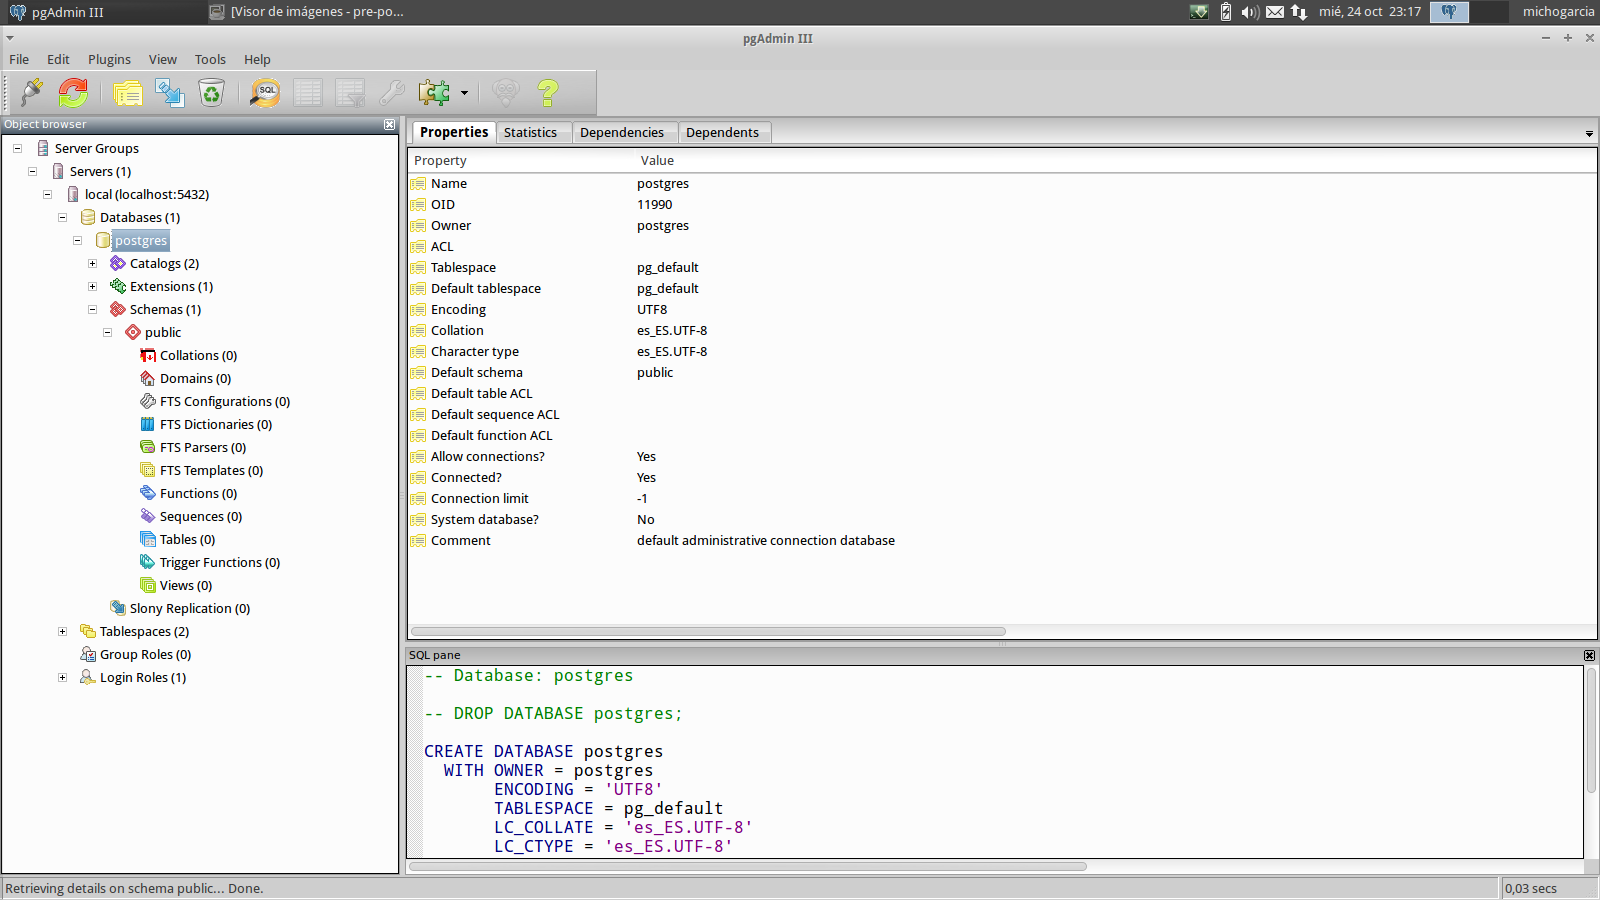 pgAdmin III
[Visor de imágenes - pre-po...
mié, 24 oct 23:17
michogarcia
pgAdmin III
File Edit Plugins View Tools Help
SQL
Object browser
Server Groups
Servers (1)
local (localhost:5432)
Databases (1)
postgres
Catalogs (2)
Extensions (1)
Schemas (1)
public
Collations (0)
Domains (0)
FTS Configurations (0)
FTS Dictionaries (0)
FTS Parsers (0)
FTS Templates (0)
Functions (0)
Sequences (0)
Tables (0)
Trigger Functions (0)
Views (0)
Slony Replication (0)
Tablespaces (2)
Group Roles (0)
Login Roles (1)
Properties Statistics Dependencies Dependents
Property Value
Name postgres
OID 11990
Owner postgres
ACL
Tablespace pg_default
Default tablespace pg_default
Encoding UTF8
Collation es_ES.UTF-8
Character type es_ES.UTF-8
Default schema public
Default table ACL
Default sequence ACL
Default function ACL
Allow connections? Yes
Connected? Yes
Connection limit -1
System database? No
Comment default administrative connection database
SQL pane
-- Database: postgres
-- DROP DATABASE postgres;
CREATE DATABASE postgres
WITH OWNER = postgres
ENCODING = 'UTF8'
TABLESPACE = pg_default
LC_COLLATE = 'es_ES.UTF-8'
LC_CTYPE = 'es_ES.UTF-8'
Retrieving details on schema public... Done.
0,03 secs